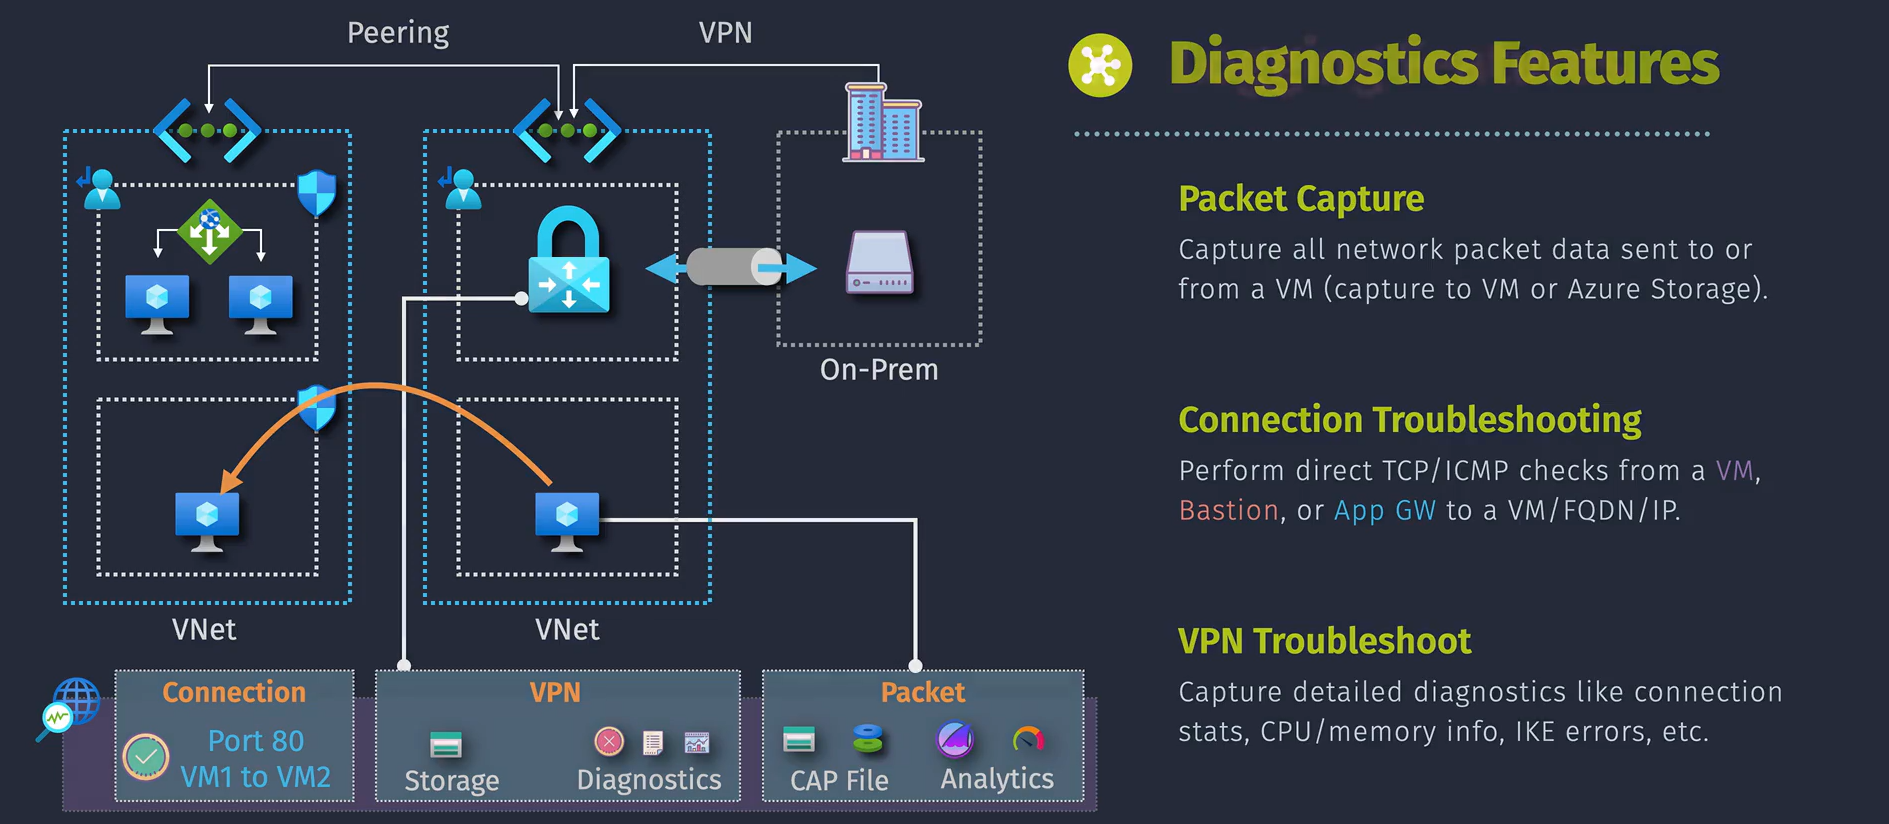 Peering
VPN
Diagnostics Features
Packet Capture
Capture all network packet data sent to or
from a VM (capture to VM or Azure Storage).
On-Prem
Connection Troubleshooting
Perform direct TCP/ICMP checks from a VM,
Bastion, or App GW to a VM/FQDN/IP.
VNet
VNet
VPN Troubleshoot
Capture detailed diagnostics like connection
stats, CPU/memory info, IKE errors, etc.
Connection
Port 80
VM1 to VM2
VPN
Storage
Diagnostics
Packet
CAP File
Analytics